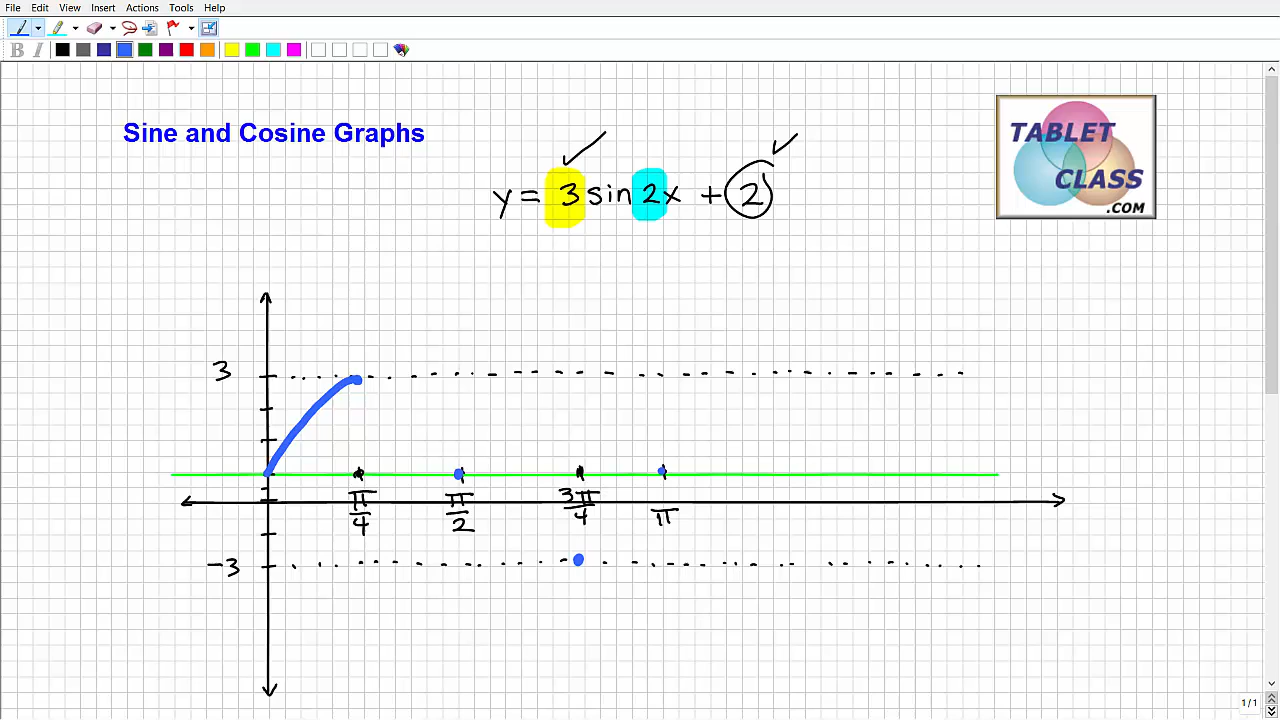 File Edit View Insert Actions Tools Help
B I
Sine and Cosine Graphs
y = 3 sin 2x + 2
TABLET
CLASS
.COM
3
π/4 π/2 3π/4 π
-3
1/1